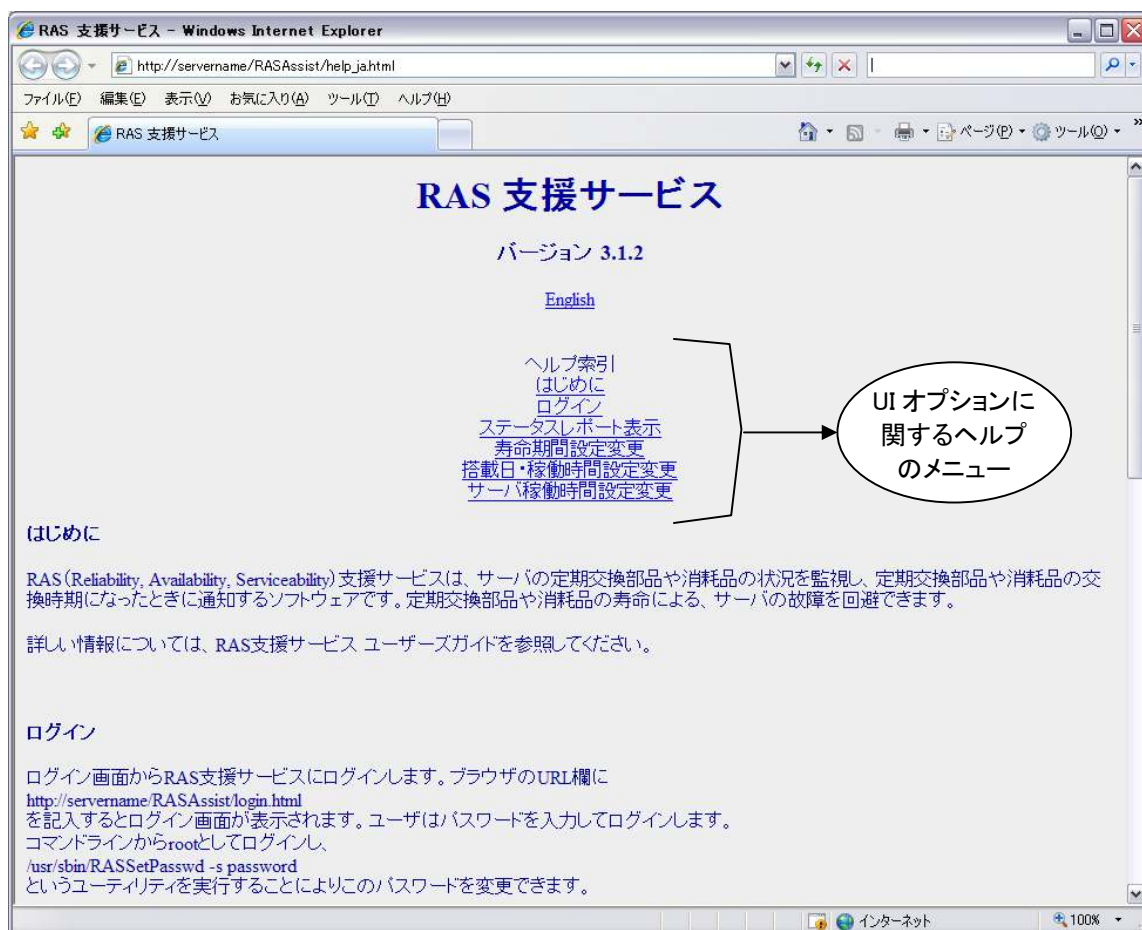 RAS 支援サービス - Windows Internet Explorer
http://servername/RASAssist/help_ja.html
ファイル(F) 編集(E) 表示(V) お気に入り(A) ツール(T) ヘルプ(H)
RAS 支援サービス
ページ(P) ツール(O)
RAS 支援サービス
バージョン 3.1.2
English
ヘルプ索引
はじめに
ログイン
ステータスレポート表示
寿命期間設定変更
搭載日・稼働時間設定変更
サーバ稼働時間設定変更
UI オプションに
関するヘルプ
のメニュー
はじめに
RAS(Reliability, Availability, Serviceability)支援サービスは、サーバの定期交換部品や消耗品の状況を監視し、定期交換部品や消耗品の交
換時期になったときに通知するソフトウェアです。定期交換部品や消耗品の寿命による、サーバの故障を回避できます。
詳しい情報については、RAS支援サービス ユーザーズガイドを参照してください。
ログイン
ログイン画面からRAS支援サービスにログインします。ブラウザのURL欄に
http://servername/RASAssist/login.html
を記入するとログイン画面が表示されます。ユーザはパスワードを入力してログインします。
コマンドラインからrootとしてログインし、
/usr/sbin/RASSetPasswd -s password
というユーティリティを実行することによりこのパスワードを変更できます。
インターネット
100%